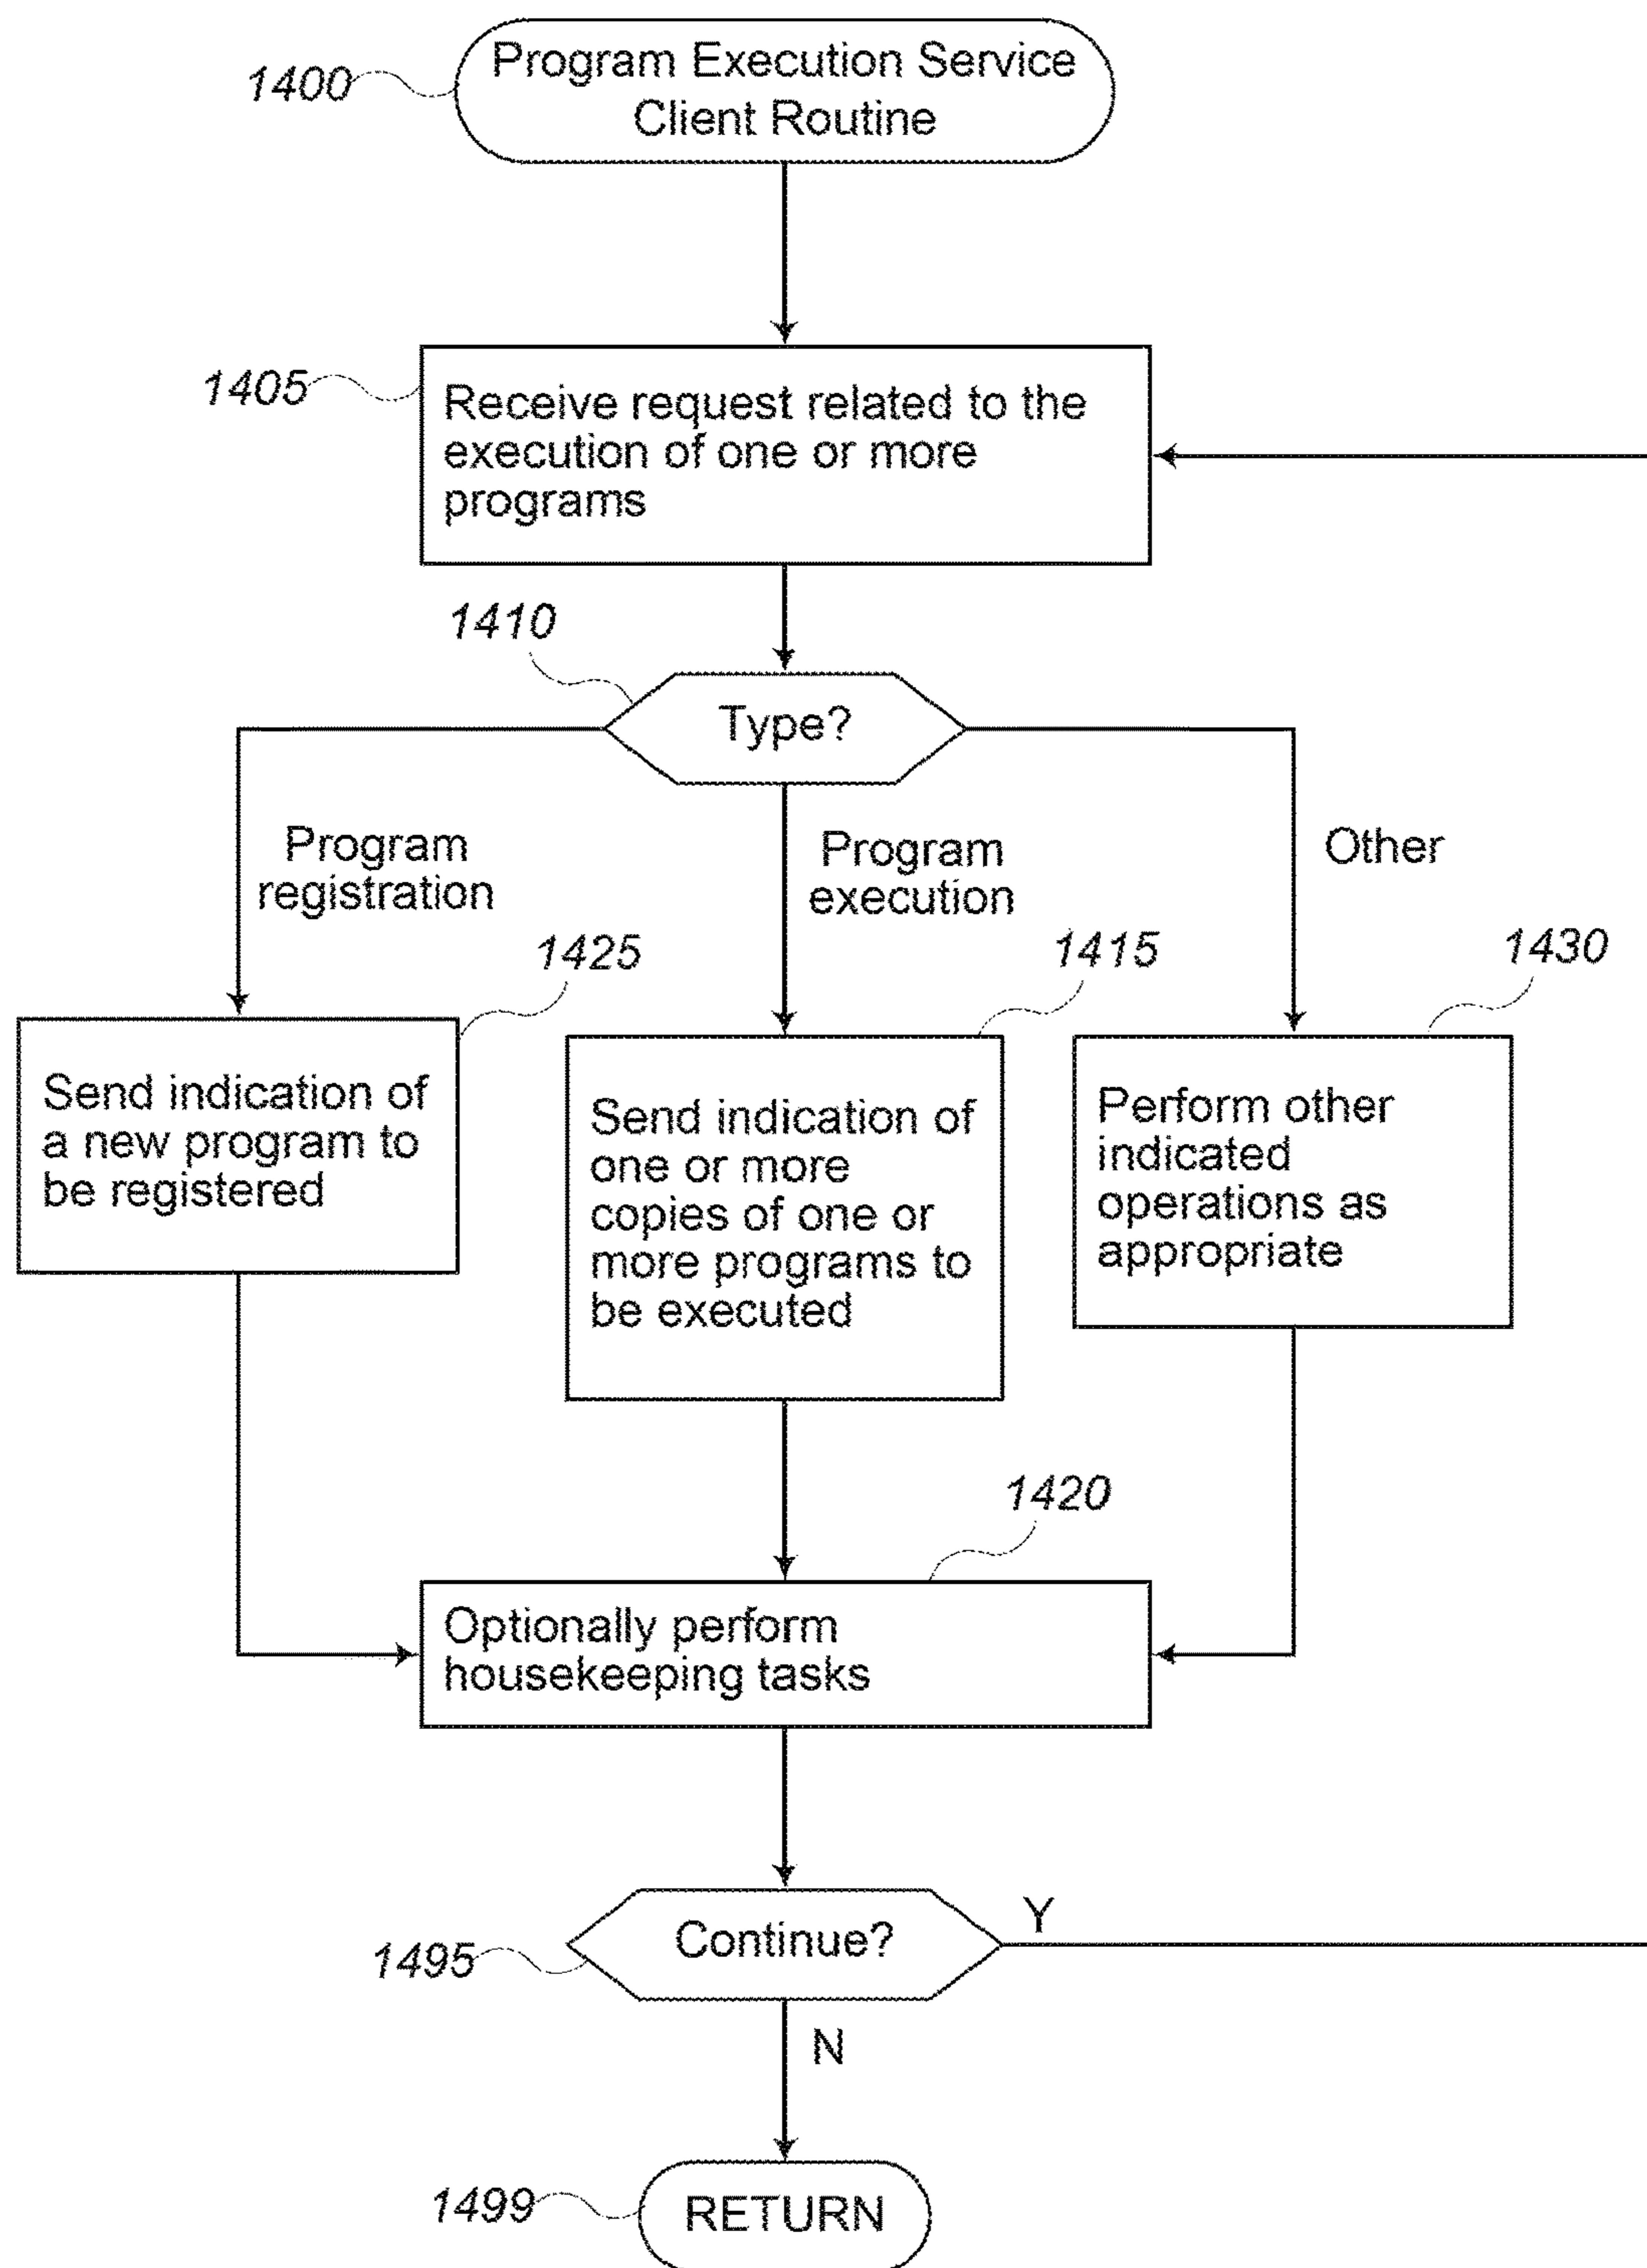 1400
Program Execution Service
Client Routine
1405
Receive request related to the
execution of one or more
programs
1410
Type?
Program
registration
Program
execution
Other
1425
1415
1430
Send indication of
a new program to
be registered
Send indication of
one or more
copies of one or
more programs to
be executed
Perform other
indicated
operations as
appropriate
1420
Optionally perform
housekeeping tasks
1495
Continue?
Y
N
1499
RETURN